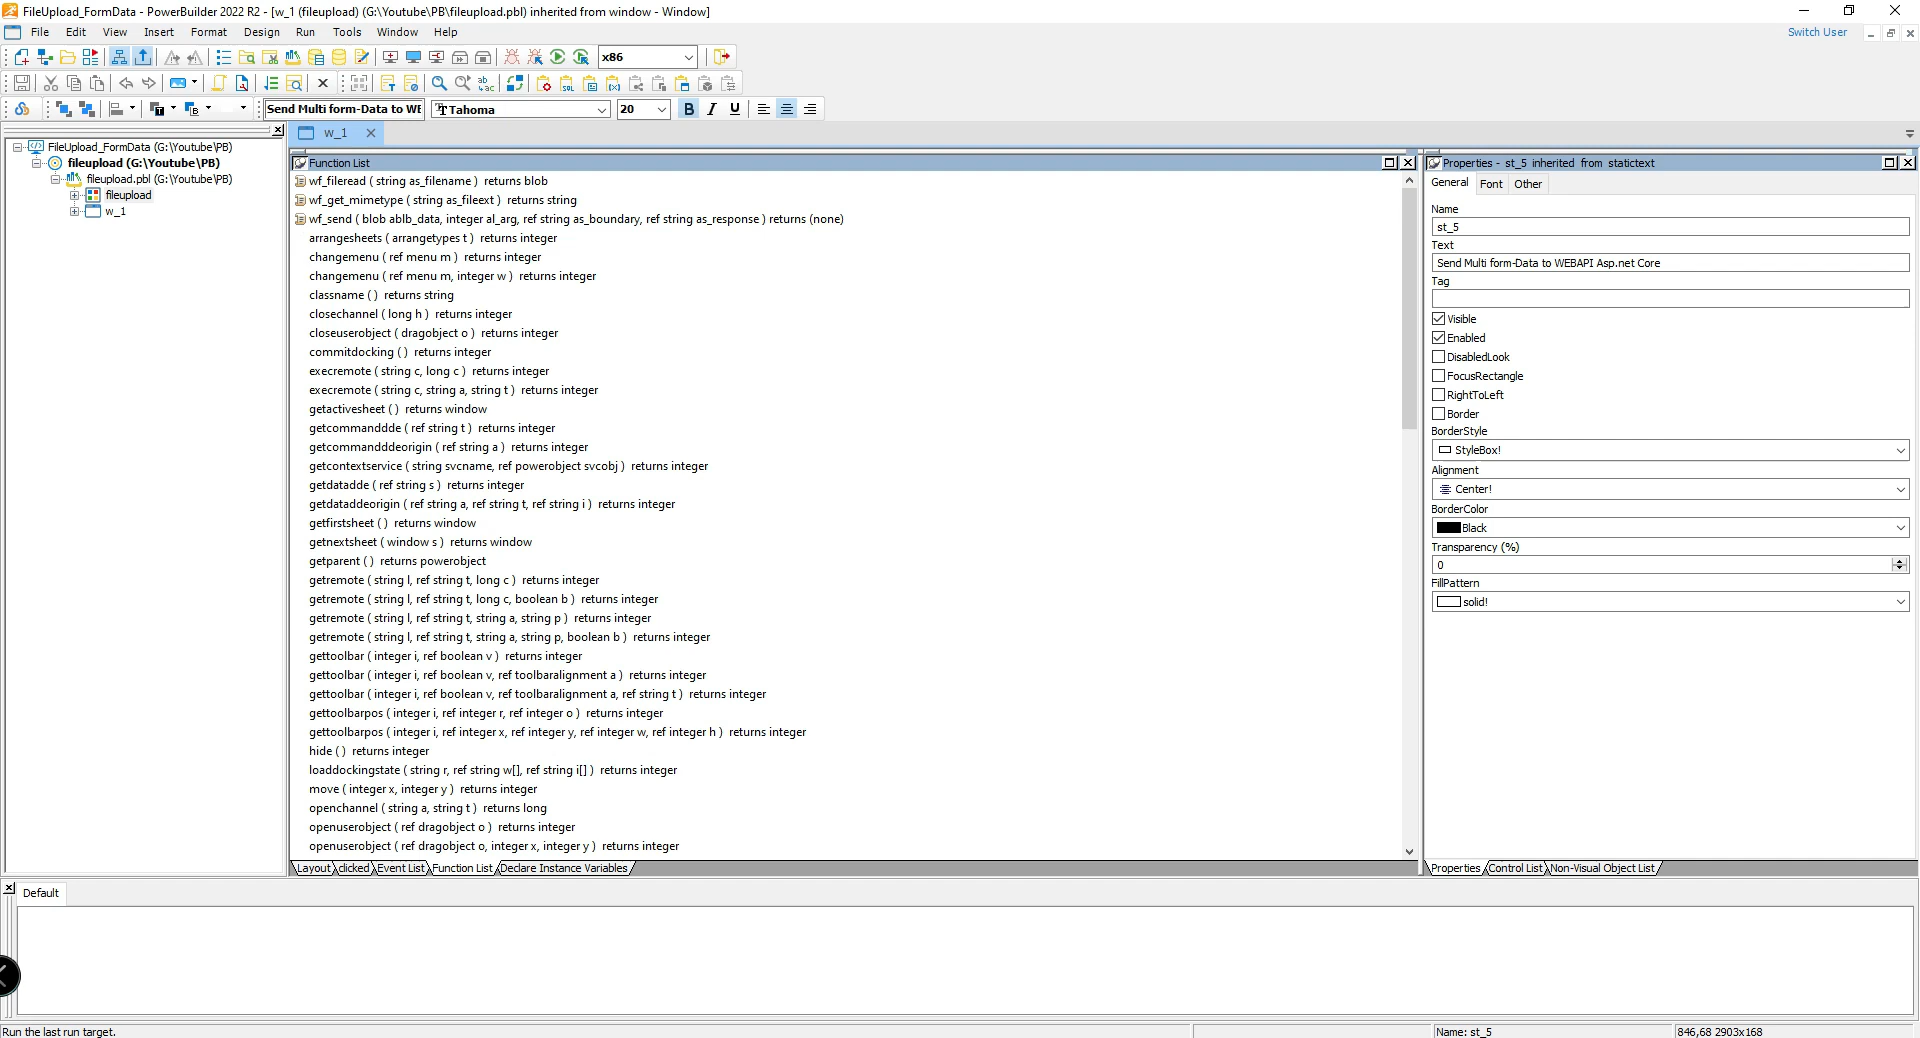 FileUpload_FormData - PowerBuilder 2022 R2 - [w_1 (fileupload) (G:\Youtube\PB\fileupload.pbl) inherited from window - Window]
File Edit View Insert Format Design Run Tools Window Help Switch User
x86
Send Multi form-Data to WE Tahoma 20 B I U
w_1
FileUpload_FormData (G:\Youtube\PB)
fileupload (G:\Youtube\PB)
fileupload.pbl (G:\Youtube\PB)
fileupload
w_1
Function List
wf_fileread ( string as_filename ) returns blob
wf_get_mimetype ( string as_fileext ) returns string
wf_send ( blob ablb_data, integer al_arg, ref string as_boundary, ref string as_response ) returns (none)
arrangesheets ( arrangetypes t ) returns integer
changemenu ( ref menu m ) returns integer
changemenu ( ref menu m, integer w ) returns integer
classname ( ) returns string
closechannel ( long h ) returns integer
closeuserobject ( dragobject o ) returns integer
commitdocking ( ) returns integer
execremote ( string c, long c ) returns integer
execremote ( string c, string a, string t ) returns integer
getactivesheet ( ) returns window
getcommanddde ( ref string t ) returns integer
getcommandddeorigin ( ref string a ) returns integer
getcontextservice ( string svcname, ref powerobject svcobj ) returns integer
getdatadde ( ref string s ) returns integer
getdataddeorigin ( ref string a, ref string t, ref string i ) returns integer
getfirstsheet ( ) returns window
getnextsheet ( window s ) returns window
getparent ( ) returns powerobject
getremote ( string l, ref string t, long c ) returns integer
getremote ( string l, ref string t, long c, boolean b ) returns integer
getremote ( string l, ref string t, string a, string p ) returns integer
getremote ( string l, ref string t, string a, string p, boolean b ) returns integer
gettoolbar ( integer i, ref boolean v ) returns integer
gettoolbar ( integer i, ref boolean v, ref toolbaralignment a ) returns integer
gettoolbar ( integer i, ref boolean v, ref toolbaralignment a, ref string t ) returns integer
gettoolbarpos ( integer i, ref integer r, ref integer o ) returns integer
gettoolbarpos ( integer i, ref integer x, ref integer y, ref integer w, ref integer h ) returns integer
hide ( ) returns integer
loaddockingstate ( string r, ref string w[], ref string i[] ) returns integer
move ( integer x, integer y ) returns integer
openchannel ( string a, string t ) returns long
openuserobject ( ref dragobject o ) returns integer
openuserobject ( ref dragobject o, integer x, integer y ) returns integer
Layout clicked Event List Function List Declare Instance Variables
Properties - st_5 inherited from statictext
General Font Other
Name
st_5
Text
Send Multi form-Data to WEBAPI Asp.net Core
Tag
Visible
Enabled
DisabledLook
FocusRectangle
RightToLeft
Border
BorderStyle
StyleBox!
Alignment
Center!
BorderColor
Black
Transparency (%)
0
FillPattern
solid!
Properties Control List Non-Visual Object List
Default
Run the last run target. Name: st_5 846,68 2903x168